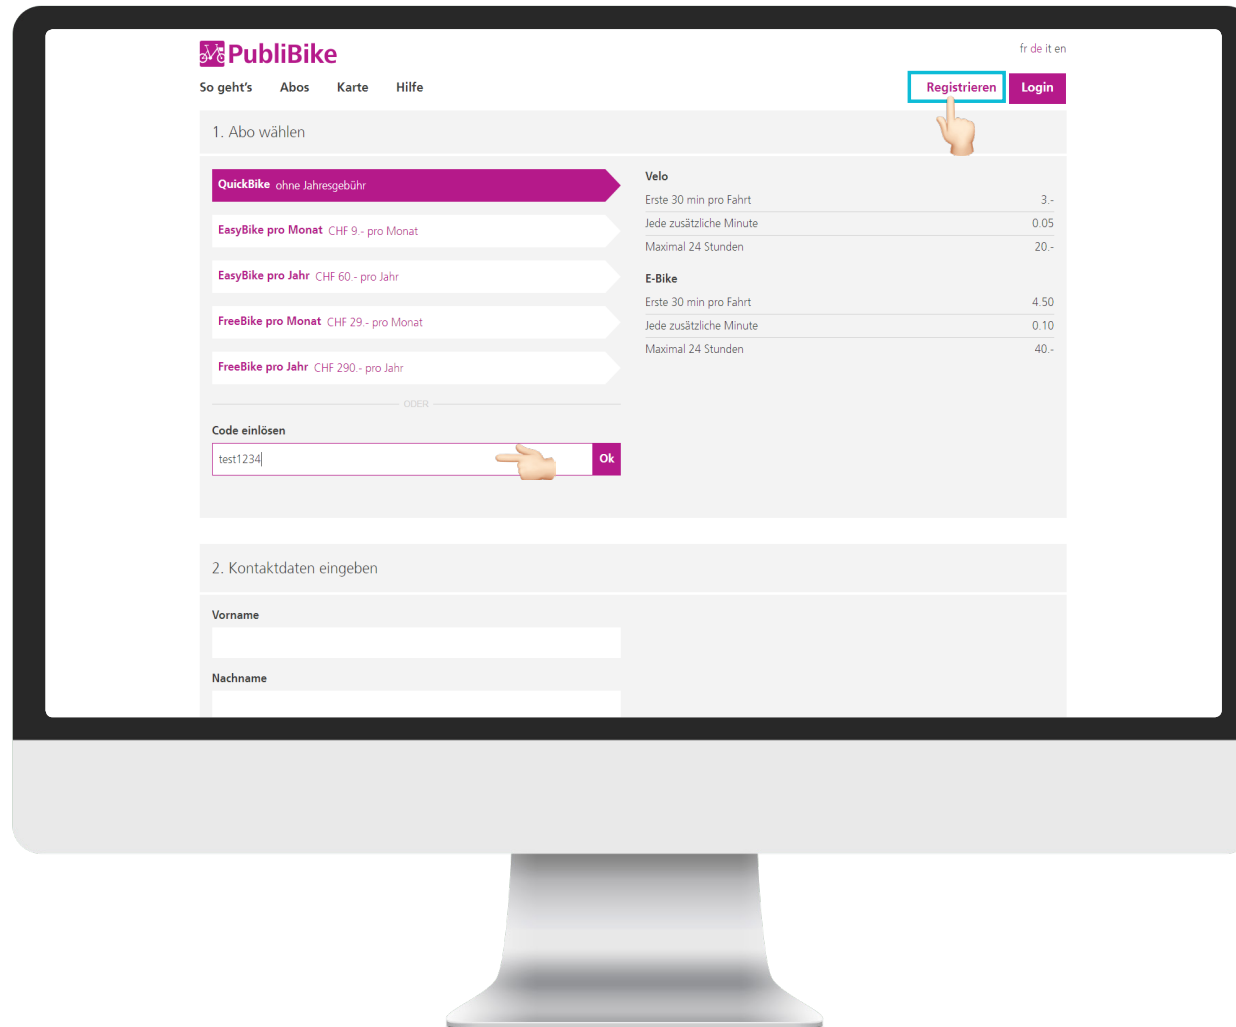 PubliBike
fr de it en
So geht's Abos Karte Hilfe
Registrieren Login
1. Abo wählen
QuickBike ohne Jahresgebühr
EasyBike pro Monat CHF 9.- pro Monat
EasyBike pro Jahr CHF 60.- pro Jahr
FreeBike pro Monat CHF 29.- pro Monat
FreeBike pro Jahr CHF 290.- pro Jahr
ODER
Code einlösen
test1234 Ok
Velo
Erste 30 min pro Fahrt 3.-
Jede zusätzliche Minute 0.05
Maximal 24 Stunden 20.-
E-Bike
Erste 30 min pro Fahrt 4.50
Jede zusätzliche Minute 0.10
Maximal 24 Stunden 40.-
2. Kontaktdaten eingeben
Vorname
Nachname